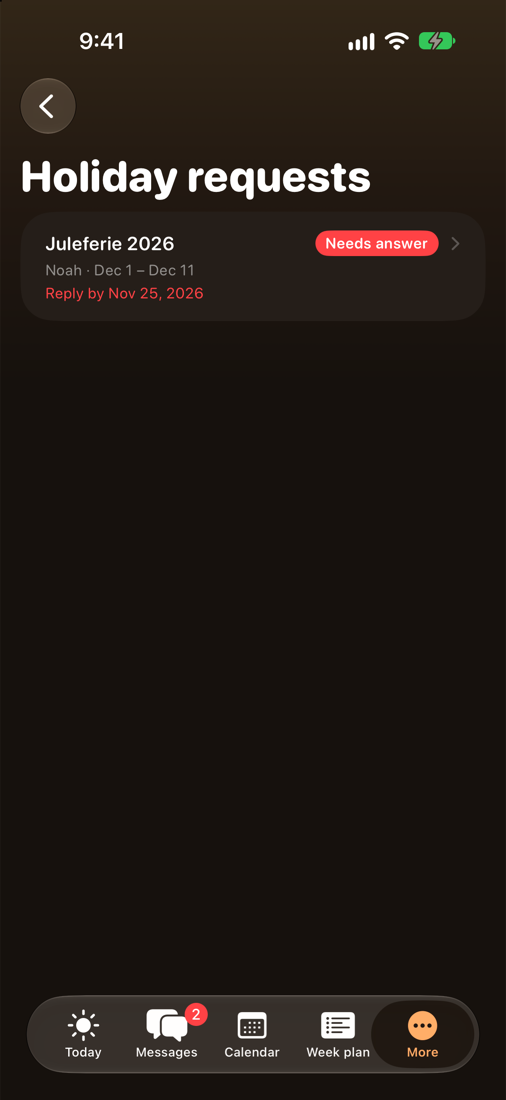 9:41
Holiday requests
Juleferie 2026
Needs answer
Noah · Dec 1 – Dec 11
Reply by Nov 25, 2026
2
Today
Messages
Calendar
Week plan
More